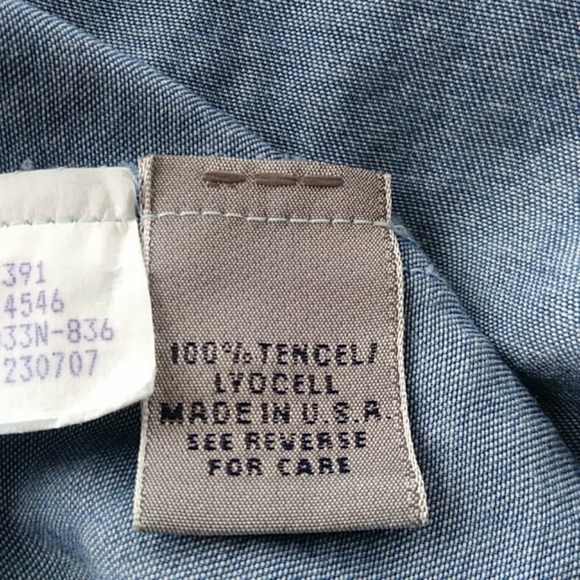 391
4546
33N-836
230707
100% TENCEL/
LYOCELL
MADE IN U.S.A.
SEE REVERSE
FOR CARE